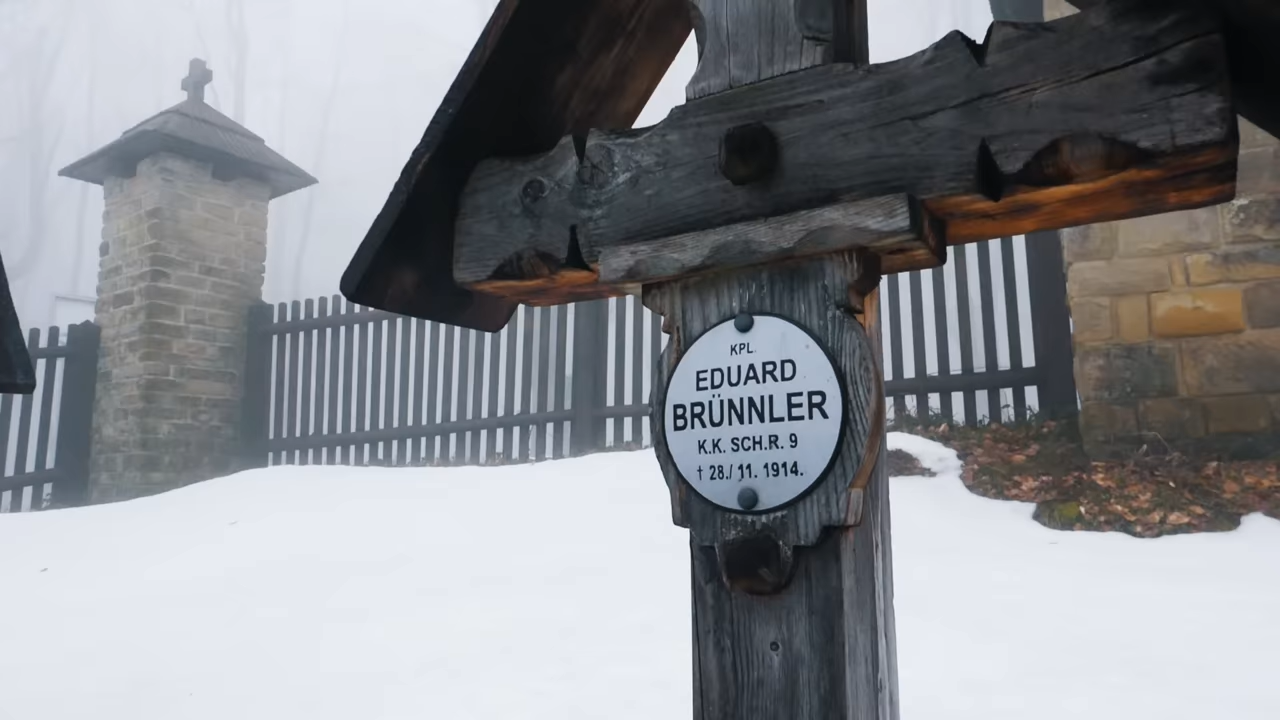 KPL.
EDUARD
BRÜNNLER
K.K. SCH.R. 9
† 28./ 11. 1914.